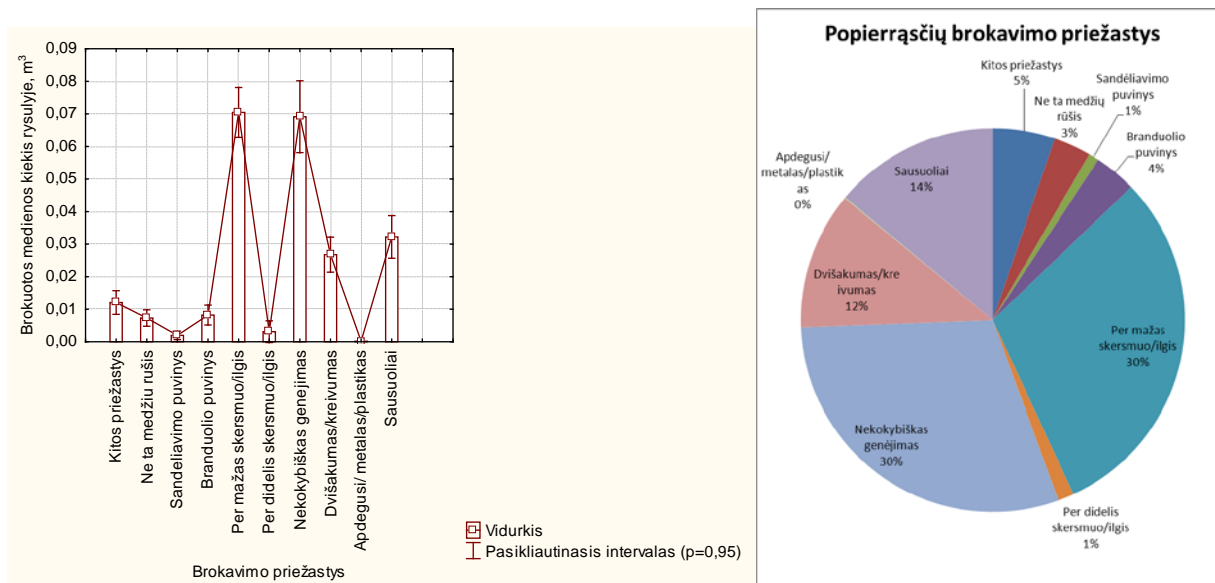 0,09
0,08
0,07
0,06
0,05
0,04
0,03
0,02
0,01
0,00
Brokuotos medienos kiekis rysulyje, m³
Kitos priežastys
Ne ta medžiu rušis
Sandeliavimo puvinys
Branduolio puvinys
Per mažas skersmuo/ilgis
Per didelis skersmuo/ilgis
Nekokybiškas genejimas
Dvišakumas/kreivumas
Apdegusi/ metalas/plastikas
Sausuoliai
Brokavimo priežastys
Vidurkis
Pasikliautinasis intervalas (p=0,95)
Popierrąsčių brokavimo priežastys
Kitos priežastys
5%
Ne ta medžių
rūšis
3%
Sandėliavimo
puvinys
1%
Branduolio
puvinys
4%
Per mažas
skersmuo/ilgis
30%
Per didelis
skersmuo/ilgis
1%
Nekokybiškas
genėjimas
30%
Dvišakumas/kre
ivumas
12%
Apdegusi/
metalas/plastik
as
0%
Sausuoliai
14%